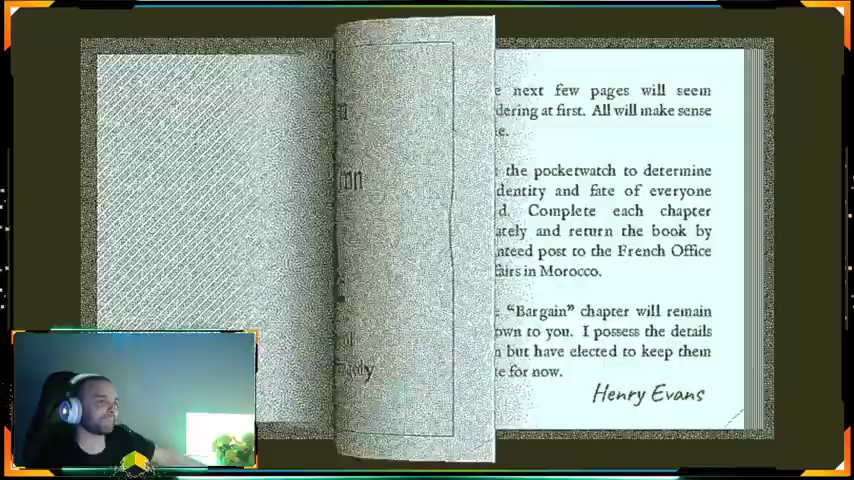 next few pages will seem
dering at first. All will make sense
the pocketwatch to determine
dentity and fate of everyone
d. Complete each chapter
ately and return the book by
nteed post to the French Office
fairs in Morocco.
"Bargain" chapter will remain
own to you. I possess the details
but have elected to keep them
for now.
Henry Evans